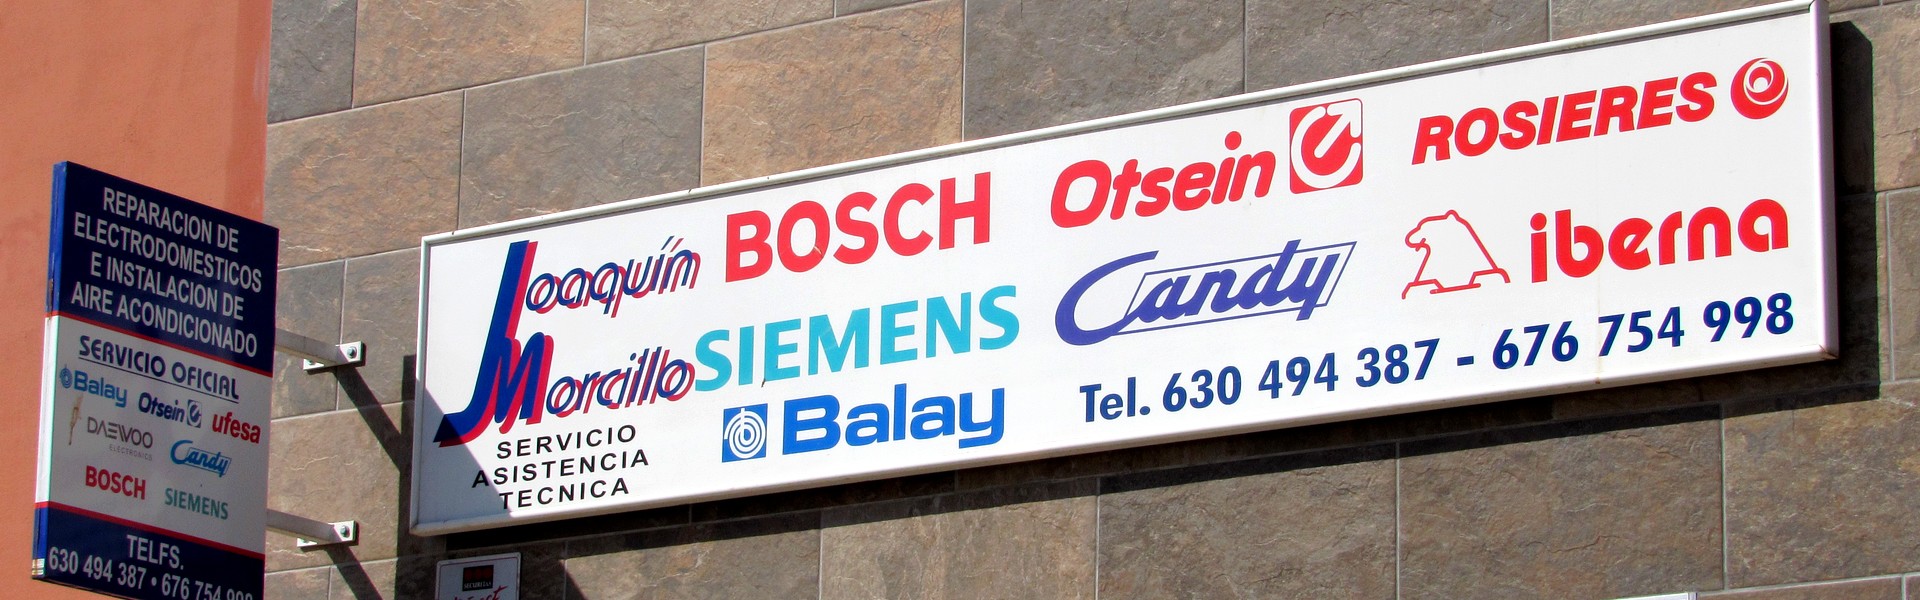 REPARACION DE
ELECTRODOMESTICOS
E INSTALACION DE
AIRE ACONDICIONADO
SERVICIO OFICIAL
Balay Otsein ufesa
DAEWOO
ELECTRONICS
Candy
BOSCH SIEMENS
TELFS.
630 494 387 • 676 754 998
Joaquín
Morcillo
SERVICIO
ASISTENCIA
TECNICA
BOSCH Otsein ROSIERES
SIEMENS Candy iberna
Balay
Tel. 630 494 387 - 676 754 998